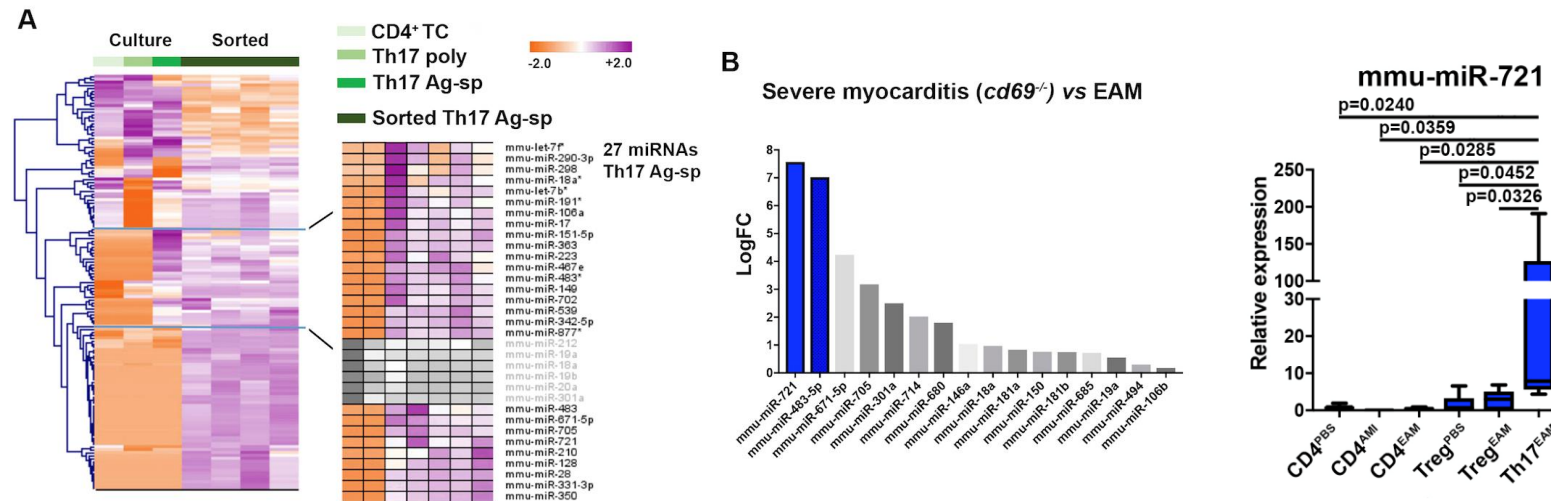 A
Culture Sorted
CD4+ TC
Th17 poly
Th17 Ag-sp
Sorted Th17 Ag-sp
-2.0 +2.0
27 miRNAs
Th17 Ag-sp
mmu-let-7f*
mmu-miR-290-3p
mmu-miR-298
mmu-miR-18a*
mmu-let-7b*
mmu-miR-191*
mmu-miR-106a
mmu-miR-17
mmu-miR-151-5p
mmu-miR-363
mmu-miR-223
mmu-miR-467e
mmu-miR-483*
mmu-miR-149
mmu-miR-702
mmu-miR-539
mmu-miR-342-5p
mmu-miR-877*
mmu-miR-212
mmu-miR-19a
mmu-miR-18a
mmu-miR-19b
mmu-miR-20a
mmu-miR-301a
mmu-miR-483
mmu-miR-671-5p
mmu-miR-705
mmu-miR-721
mmu-miR-210
mmu-miR-128
mmu-miR-28
mmu-miR-331-3p
mmu-miR-350
B
Severe myocarditis (cd69-/-) vs EAM
LogFC
8
7
6
5
4
3
2
1
0
mmu-miR-721
mmu-miR-483-5p
mmu-miR-671-5p
mmu-miR-705
mmu-miR-301a
mmu-miR-714
mmu-miR-680
mmu-miR-146a
mmu-miR-18a
mmu-miR-181a
mmu-miR-150
mmu-miR-181b
mmu-miR-685
mmu-miR-19a
mmu-miR-494
mmu-miR-106b
mmu-miR-721
p=0.0240
p=0.0359
p=0.0285
p=0.0452
p=0.0326
Relative expression
250
200
150
100
30
20
10
0
CD4PBS
CD4AMI
CD4EAM
TregPBS
TregEAM
Th17EAM